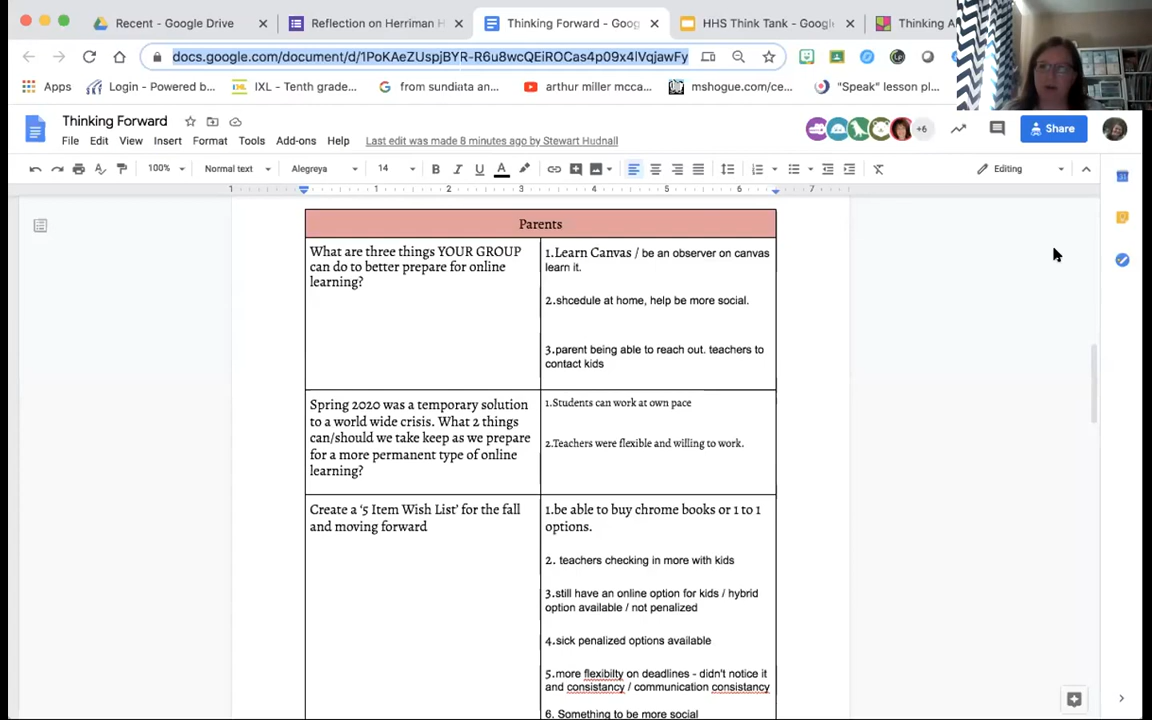 Recent - Google Drive
Reflection on Herriman H
Thinking Forward - Goog
HHS Think Tank - Google
Thinking A
docs.google.com/document/d/1PoKAeZUspjBYR-R6u8wcQEiROCas4p09x4lVqjawFy
Apps
Login - Powered b...
IXL - Tenth grade...
from sundiata an...
arthur miller mcca...
mshogue.com/ce...
"Speak" lesson pl...
Thinking Forward
File Edit View Insert Format Tools Add-ons Help
Last edit was made 8 minutes ago by Stewart Hudnall
+6
Share
100%
Normal text
Alegreya
14
B I U A
Editing
1 1 2 3 4 5 6 7
Parents
What are three things YOUR GROUP
can do to better prepare for online
learning?
1.Learn Canvas / be an observer on canvas
learn it.
2.shcedule at home, help be more social.
3.parent being able to reach out. teachers to
contact kids
Spring 2020 was a temporary solution
to a world wide crisis. What 2 things
can/should we take keep as we prepare
for a more permanent type of online
learning?
1.Students can work at own pace
2.Teachers were flexible and willing to work.
Create a '5 Item Wish List' for the fall
and moving forward
1.be able to buy chrome books or 1 to 1
options.
2. teachers checking in more with kids
3.still have an online option for kids / hybrid
option available / not penalized
4.sick penalized options available
5.more flexibilty on deadlines - didn't notice it
and consistancy / communication consistancy
6. Something to be more social